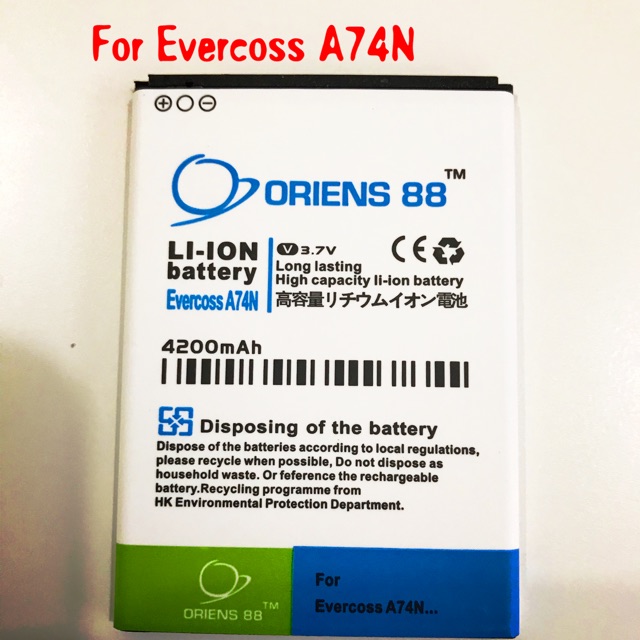 For Evercoss A74N
ORIENS 88™
LI-ION
battery
Evercoss A74N
V 3.7V
CE
Long lasting
High capacity li-ion battery
高容量リチウムイオン電池
4200mAh
Disposing of the battery
Dispose of the batteries according to local regulations,
please recycle when possible, Do not dispose as
household waste. Or feference the rechargeable
battery.Recycling programme from
HK Environmental Protection Department.
ORIENS 88™
For
Evercoss A74N...